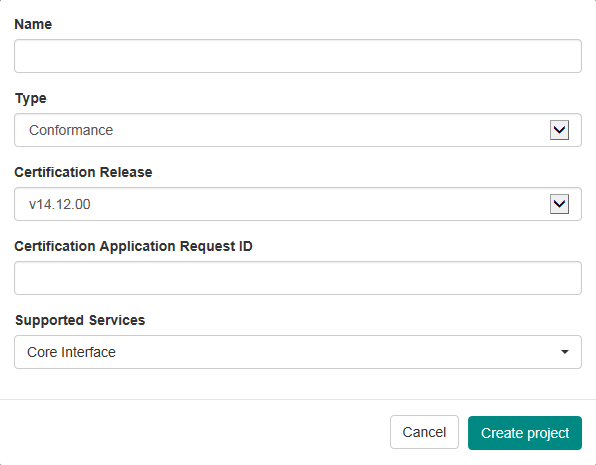 Name
Type
Conformance
Certification Release
v14.12.00
Certification Application Request ID
Supported Services
Core Interface
Cancel
Create project